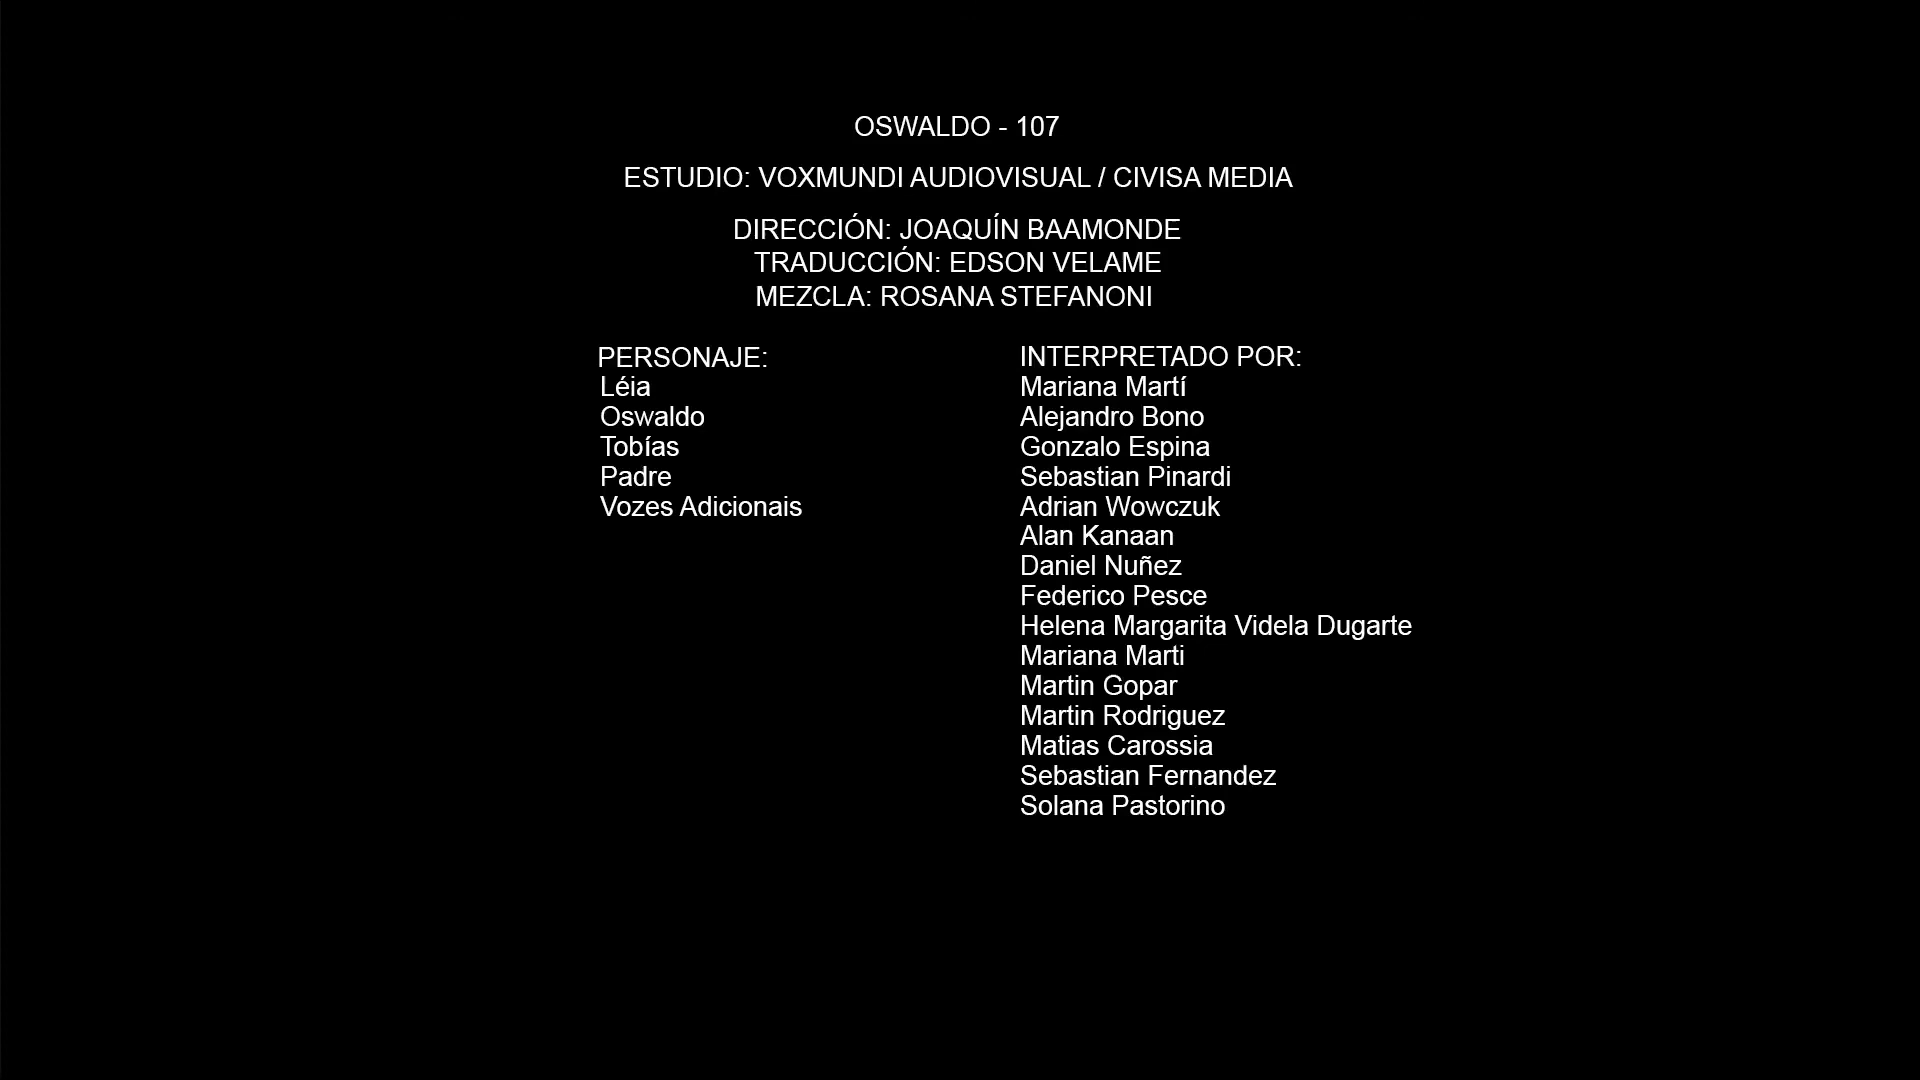 OSWALDO - 107
ESTUDIO: VOXMUNDI AUDIOVISUAL / CIVISA MEDIA
DIRECCIÓN: JOAQUÍN BAAMONDE
TRADUCCIÓN: EDSON VELAME
MEZCLA: ROSANA STEFANONI
PERSONAJE: INTERPRETADO POR:
Léia Mariana Martí
Oswaldo Alejandro Bono
Tobías Gonzalo Espina
Padre Sebastian Pinardi
Vozes Adicionais Adrian Wowczuk
Alan Kanaan
Daniel Nuñez
Federico Pesce
Helena Margarita Videla Dugarte
Mariana Marti
Martin Gopar
Martin Rodriguez
Matias Carossia
Sebastian Fernandez
Solana Pastorino